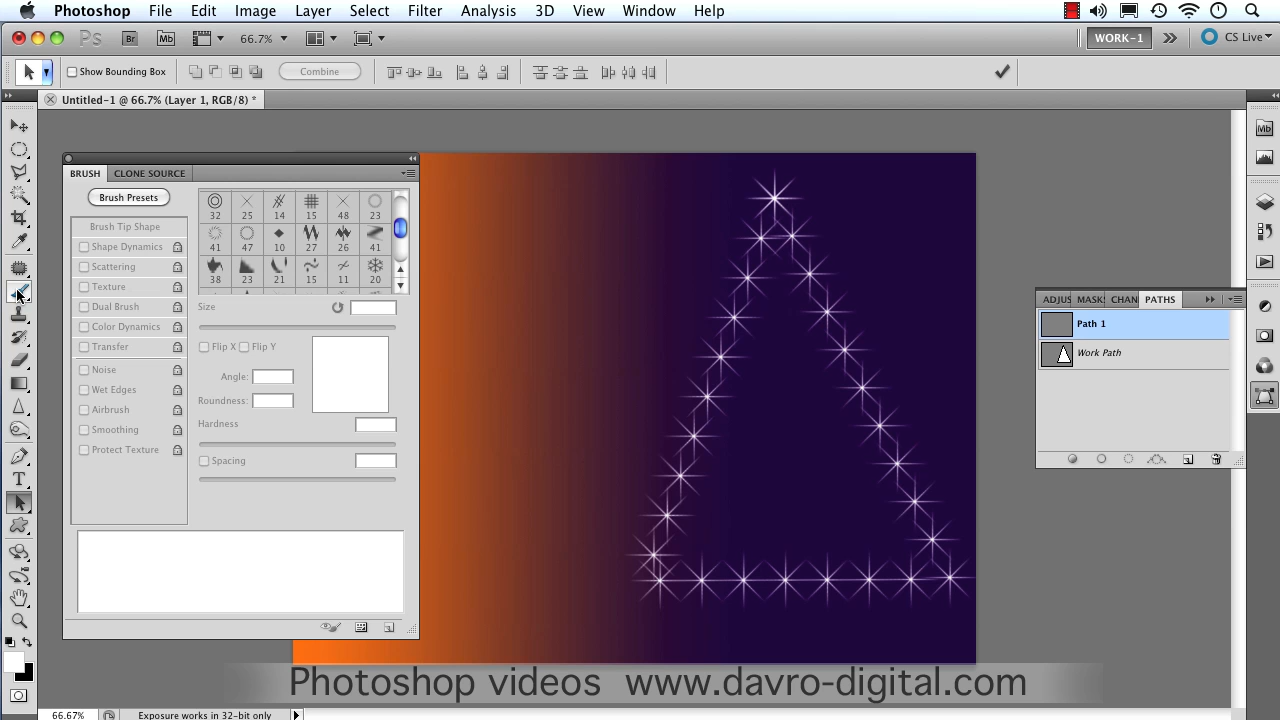 Photoshop File Edit Image Layer Select Filter Analysis 3D View Window Help
Ps Br Mb 66.7% WORK-1 CS Live
Show Bounding Box Combine
Untitled-1 @ 66.7% (Layer 1, RGB/8) *
BRUSH CLONE SOURCE
Brush Presets
Brush Tip Shape
Shape Dynamics
Scattering
Texture
Dual Brush
Color Dynamics
Transfer
Noise
Wet Edges
Airbrush
Smoothing
Protect Texture
32 25 14 15 48 23
41 47 10 27 26 41
38 23 21 15 11 20
Size
Flip X Flip Y
Angle:
Roundness:
Hardness
Spacing
Mb
ADJUS MASK CHAN PATHS
Path 1
Work Path
T
Photoshop videos www.davro-digital.com
66.67% Exposure works in 32-bit only